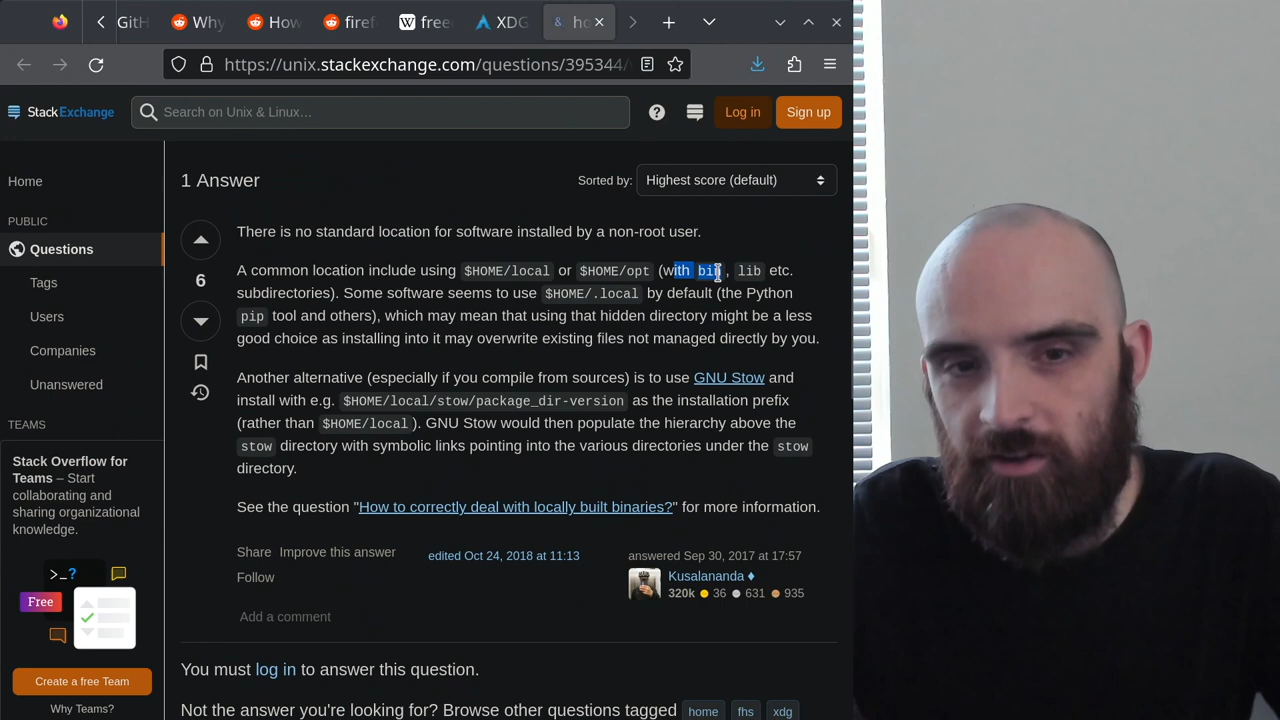 GitH
Why
How
firef
free
XDG
ho
https://unix.stackexchange.com/questions/395344/
StackExchange
Search on Unix & Linux…
Log in
Sign up
Home
PUBLIC
Questions
Tags
Users
Companies
Unanswered
TEAMS
Stack Overflow for
Teams – Start
collaborating and
sharing organizational
knowledge.
>_?
Free
Create a free Team
Why Teams?
1 Answer
Sorted by:
Highest score (default)
6
There is no standard location for software installed by a non-root user.
A common location include using $HOME/local or $HOME/opt (with bin, lib etc.
subdirectories). Some software seems to use $HOME/.local by default (the Python
pip tool and others), which may mean that using that hidden directory might be a less
good choice as installing into it may overwrite existing files not managed directly by you.
Another alternative (especially if you compile from sources) is to use GNU Stow and
install with e.g. $HOME/local/stow/package_dir-version as the installation prefix
(rather than $HOME/local). GNU Stow would then populate the hierarchy above the
stow directory with symbolic links pointing into the various directories under the stow
directory.
See the question "How to correctly deal with locally built binaries?" for more information.
Share Improve this answer
Follow
edited Oct 24, 2018 at 11:13
answered Sep 30, 2017 at 17:57
Kusalananda ♦
320k 36 631 935
Add a comment
You must log in to answer this question.
Not the answer you're looking for? Browse other questions tagged
home fhs xdg